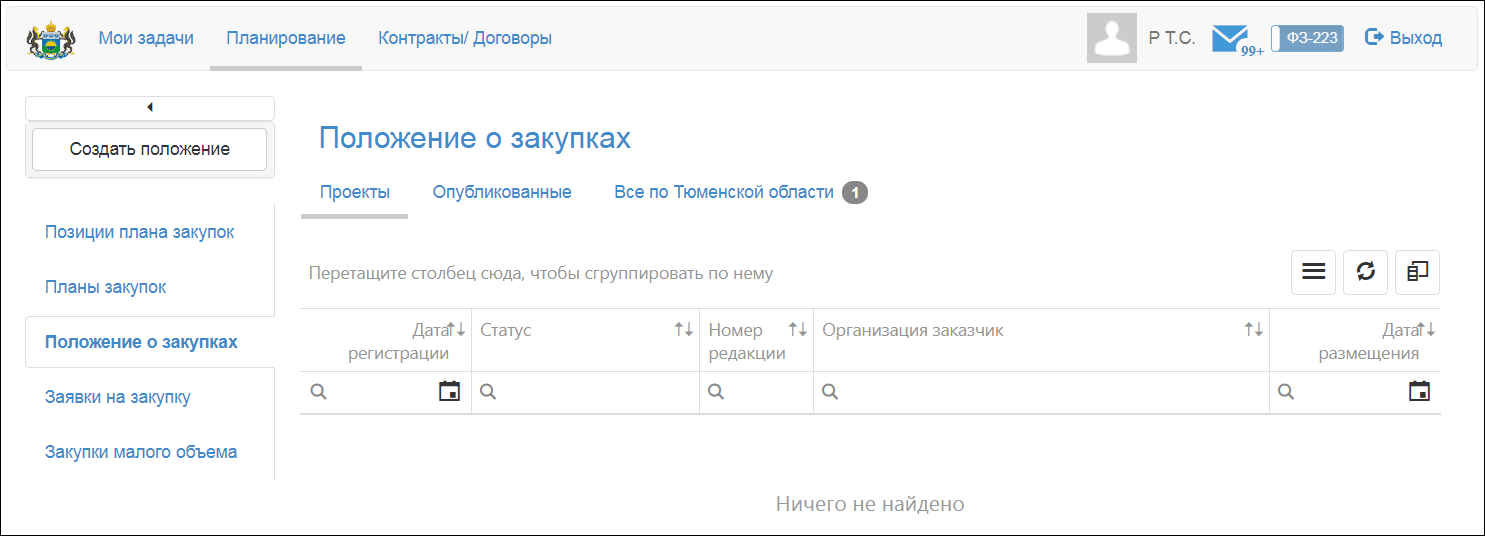 Мои задачи Планирование Контракты/ Договоры Р Т.С. 99+ ФЗ-223 Выход
Создать положение
Положение о закупках
Проекты Опубликованные Все по Тюменской области 1
Позиции плана закупок
Планы закупок
Положение о закупках
Заявки на закупку
Закупки малого объема
Перетащите столбец сюда, чтобы сгруппировать по нему
Дата регистрации Статус Номер редакции Организация заказчик Дата размещения
Ничего не найдено